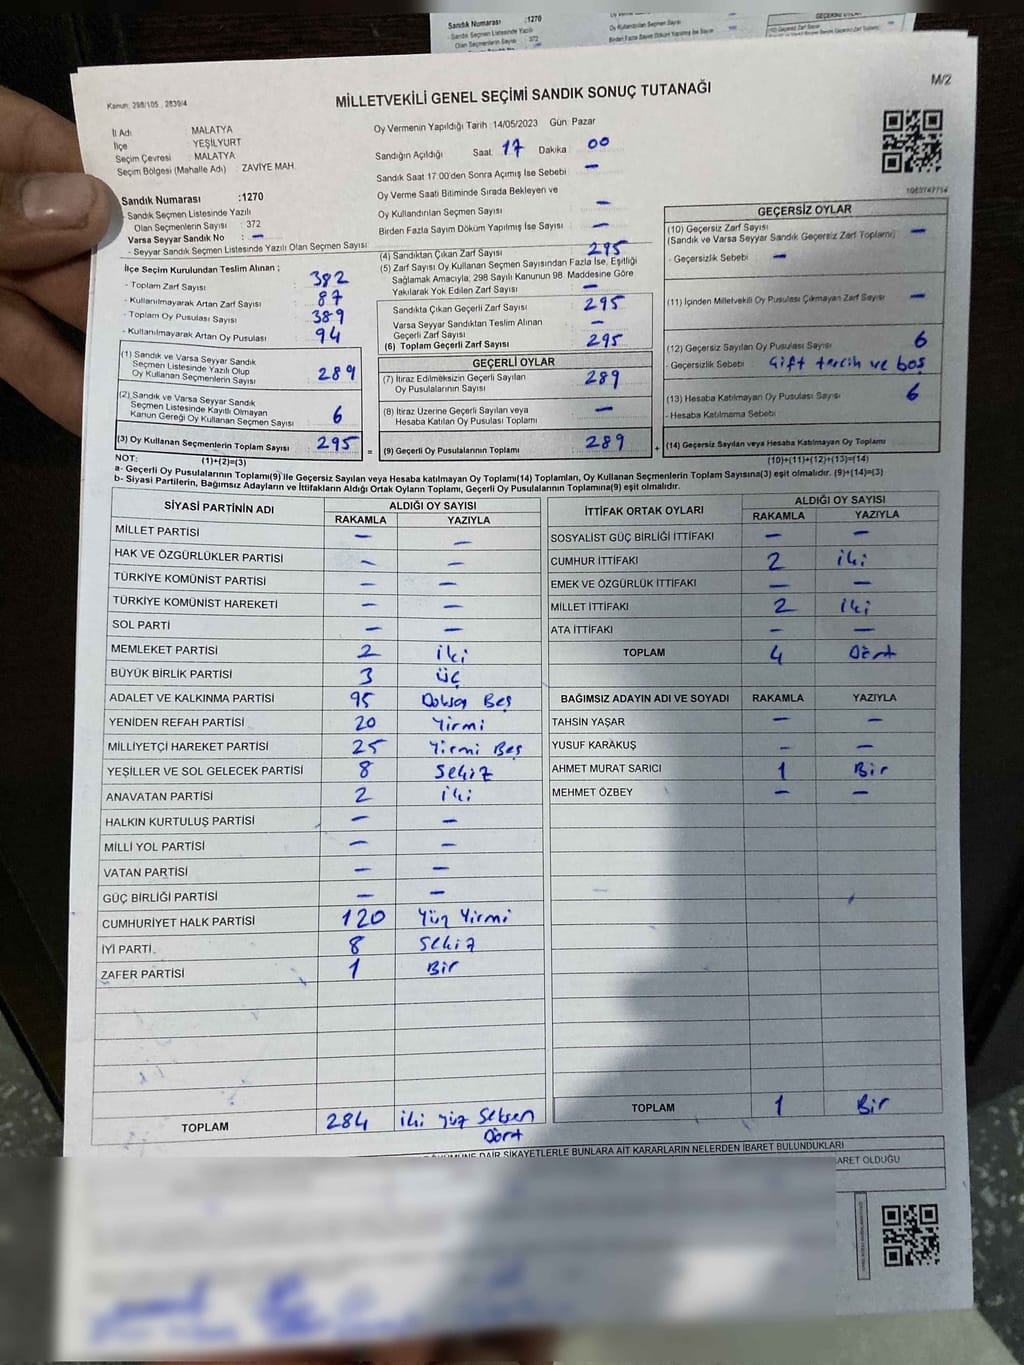 Sandık Numarası :1270
- Sandık Seçmen Listesinde Yazılı
Olan Seçmenlerin Sayısı : 372
Kanun: 298/105 , 2839/4
MİLLETVEKİLİ GENEL SEÇİMİ SANDIK SONUÇ TUTANAĞI
M/2
İl Adı : MALATYA
İlçe : YEŞİLYURT
Seçim Çevresi : MALATYA
Seçim Bölgesi (Mahalle Adı) : ZAVİYE MAH.
Oy Vermenin Yapıldığı Tarih :14/05/2023 Gün: Pazar
Sandığın Açıldığı Saat: 17 Dakika : 00
Sandık Saat 17:00'den Sonra Açımış İse Sebebi : –
Oy Verme Saati Bitiminde Sırada Bekleyen ve
Oy Kullandırılan Seçmen Sayısı : –
Birden Fazla Sayım Döküm Yapılmış İse Sayısı : –
Sandık Numarası :1270
- Sandık Seçmen Listesinde Yazılı
Olan Seçmenlerin Sayısı : 372
Varsa Seyyar Sandık No : –
- Seyyar Sandık Seçmen Listesinde Yazılı Olan Seçmen Sayısı:
İlçe Seçim Kurulundan Teslim Alınan ;
- Toplam Zarf Sayısı : 382
- Kullanılmayarak Artan Zarf Sayısı : 87
- Toplam Oy Pusulası Sayısı : 389
- Kullanılmayarak Artan Oy Pusulası : 94
(1) Sandık ve Varsa Seyyar Sandık
Seçmen Listesinde Yazılı Olup
Oy Kullanan Seçmenlerin Sayısı : 289
(2) Sandık ve Varsa Seyyar Sandık
Seçmen Listesinde Kayıtlı Olmayan
Kanun Gereği Oy Kullanan Seçmen Sayısı : 6
(3) Oy Kullanan Seçmenlerin Toplam Sayısı : 295
(1)+(2)=(3)
(4) Sandıktan Çıkan Zarf Sayısı : 295
(5) Zarf Sayısı Oy Kullanan Seçmen Sayısından Fazla İse, Eşitliği
Sağlamak Amacıyla, 298 Sayılı Kanunun 98. Maddesine Göre
Yakılarak Yok Edilen Zarf Sayısı : –
Sandıkta Çıkan Geçerli Zarf Sayısı : 295
Varsa Seyyar Sandıktan Teslim Alınan
Geçerli Zarf Sayısı : –
(6) Toplam Geçerli Zarf Sayısı : 295
GEÇERLİ OYLAR
(7) İtiraz Edilmeksizin Geçerli Sayılan
Oy Pusulalarının Sayısı : 289
(8) İtiraz Üzerine Geçerli Sayılan veya
Hesaba Katılan Oy Pusulası Toplamı : –
= (9) Geçerli Oy Pusulalarının Toplamı : 289 +
1063747714
GEÇERSİZ OYLAR
(10) Geçersiz Zarf Sayısı
(Sandık ve Varsa Seyyar Sandık Geçersiz Zarf Toplamı) : –
- Geçersizlik Sebebi : –
(11) İçinden Milletvekili Oy Pusulası Çıkmayan Zarf Sayısı : –
(12) Geçersiz Sayılan Oy Pusulası Sayısı : 6
- Geçersizlik Sebebi : Çift tercih ve boş
(13) Hesaba Katılmayan Oy Pusulası Sayısı : 6
- Hesaba Katılmama Sebebi :
(14) Geçersiz Sayılan veya Hesaba Katılmayan Oy Toplamı
(10)+(11)+(12)+(13)=(14)
NOT:
a- Geçerli Oy Pusulalarının Toplamı(9) İle Geçersiz Sayılan veya Hesaba katılmayan Oy Toplamı(14) Toplamları, Oy Kullanan Seçmenlerin Toplam Sayısına(3) eşit olmalıdır. (9)+(14)=(3)
b- Siyasi Partilerin, Bağımsız Adayların ve İttifakların Aldığı Ortak Oyların Toplamı, Geçerli Oy Pusulalarının Toplamına(9) eşit olmalıdır.
SİYASİ PARTİNİN ADI ALDIĞI OY SAYISI
RAKAMLA YAZIYLA
MİLLET PARTİSİ – –
HAK VE ÖZGÜRLÜKLER PARTİSİ – –
TÜRKİYE KOMÜNİST PARTİSİ – –
TÜRKİYE KOMÜNİST HAREKETİ – –
SOL PARTİ – –
MEMLEKET PARTİSİ 2 iki
BÜYÜK BİRLİK PARTİSİ 3 üç
ADALET VE KALKINMA PARTİSİ 95 Doksan Beş
YENİDEN REFAH PARTİSİ 20 Yirmi
MİLLİYETÇİ HAREKET PARTİSİ 25 Yirmi Beş
YEŞİLLER VE SOL GELECEK PARTİSİ 8 Sekiz
ANAVATAN PARTİSİ 2 iki
HALKIN KURTULUŞ PARTİSİ – –
MİLLİ YOL PARTİSİ – –
VATAN PARTİSİ – –
GÜÇ BİRLİĞİ PARTİSİ – –
CUMHURİYET HALK PARTİSİ 120 Yüz Yirmi
İYİ PARTİ 8 Sekiz
ZAFER PARTİSİ 1 Bir
TOPLAM 284 iki yüz Seksen
Dört
İTTİFAK ORTAK OYLARI ALDIĞI OY SAYISI
RAKAMLA YAZIYLA
SOSYALİST GÜÇ BİRLİĞİ İTTİFAKI – –
CUMHUR İTTİFAKI 2 iki
EMEK VE ÖZGÜRLÜK İTTİFAKI – –
MİLLET İTTİFAKI 2 iki
ATA İTTİFAKI – –
TOPLAM 4 Dört
BAĞIMSIZ ADAYIN ADI VE SOYADI RAKAMLA YAZIYLA
TAHSİN YAŞAR – –
YUSUF KARAKUŞ – –
AHMET MURAT SARICI 1 Bir
MEHMET ÖZBEY – –
TOPLAM 1 Bir
DAİR ŞİKAYETLERLE BUNLARA AİT KARARLARIN NELERDEN İBARET BULUNDUKLARI
OLDUĞU